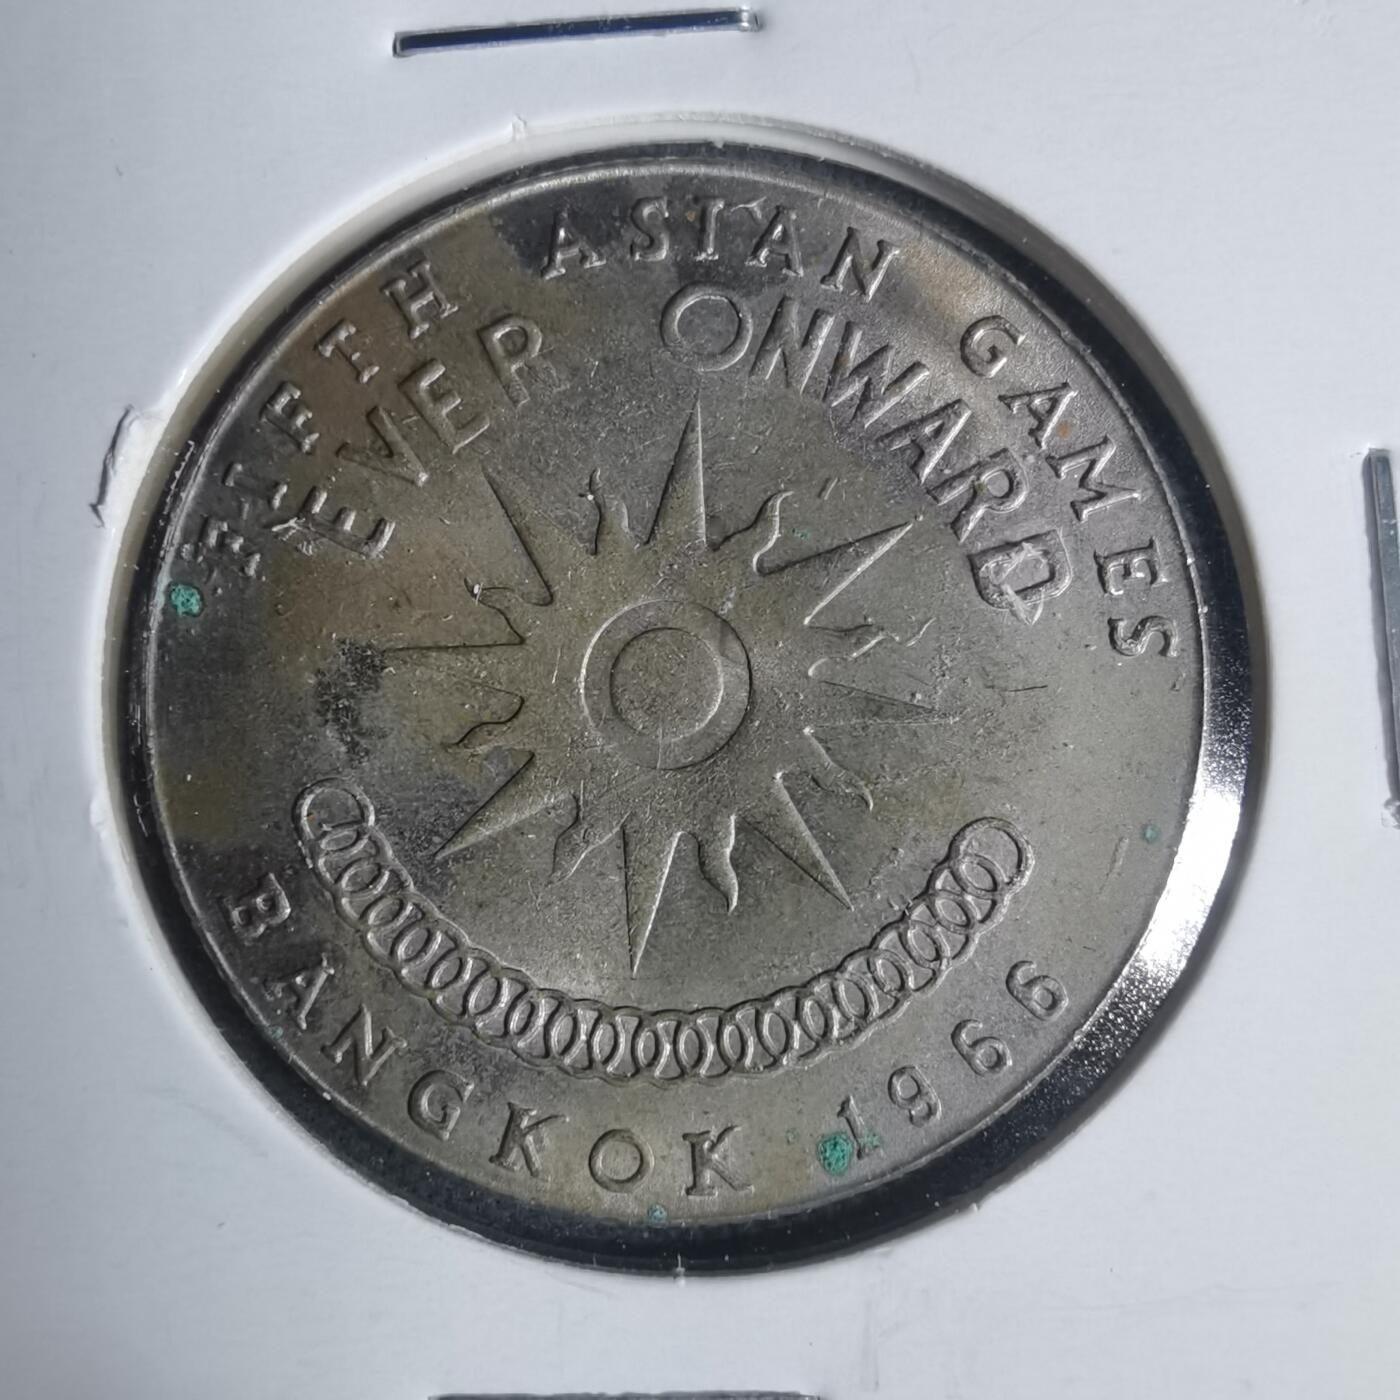 FIFTH ASIAN GAMES
EVER ONWARD
BANGKOK 1966